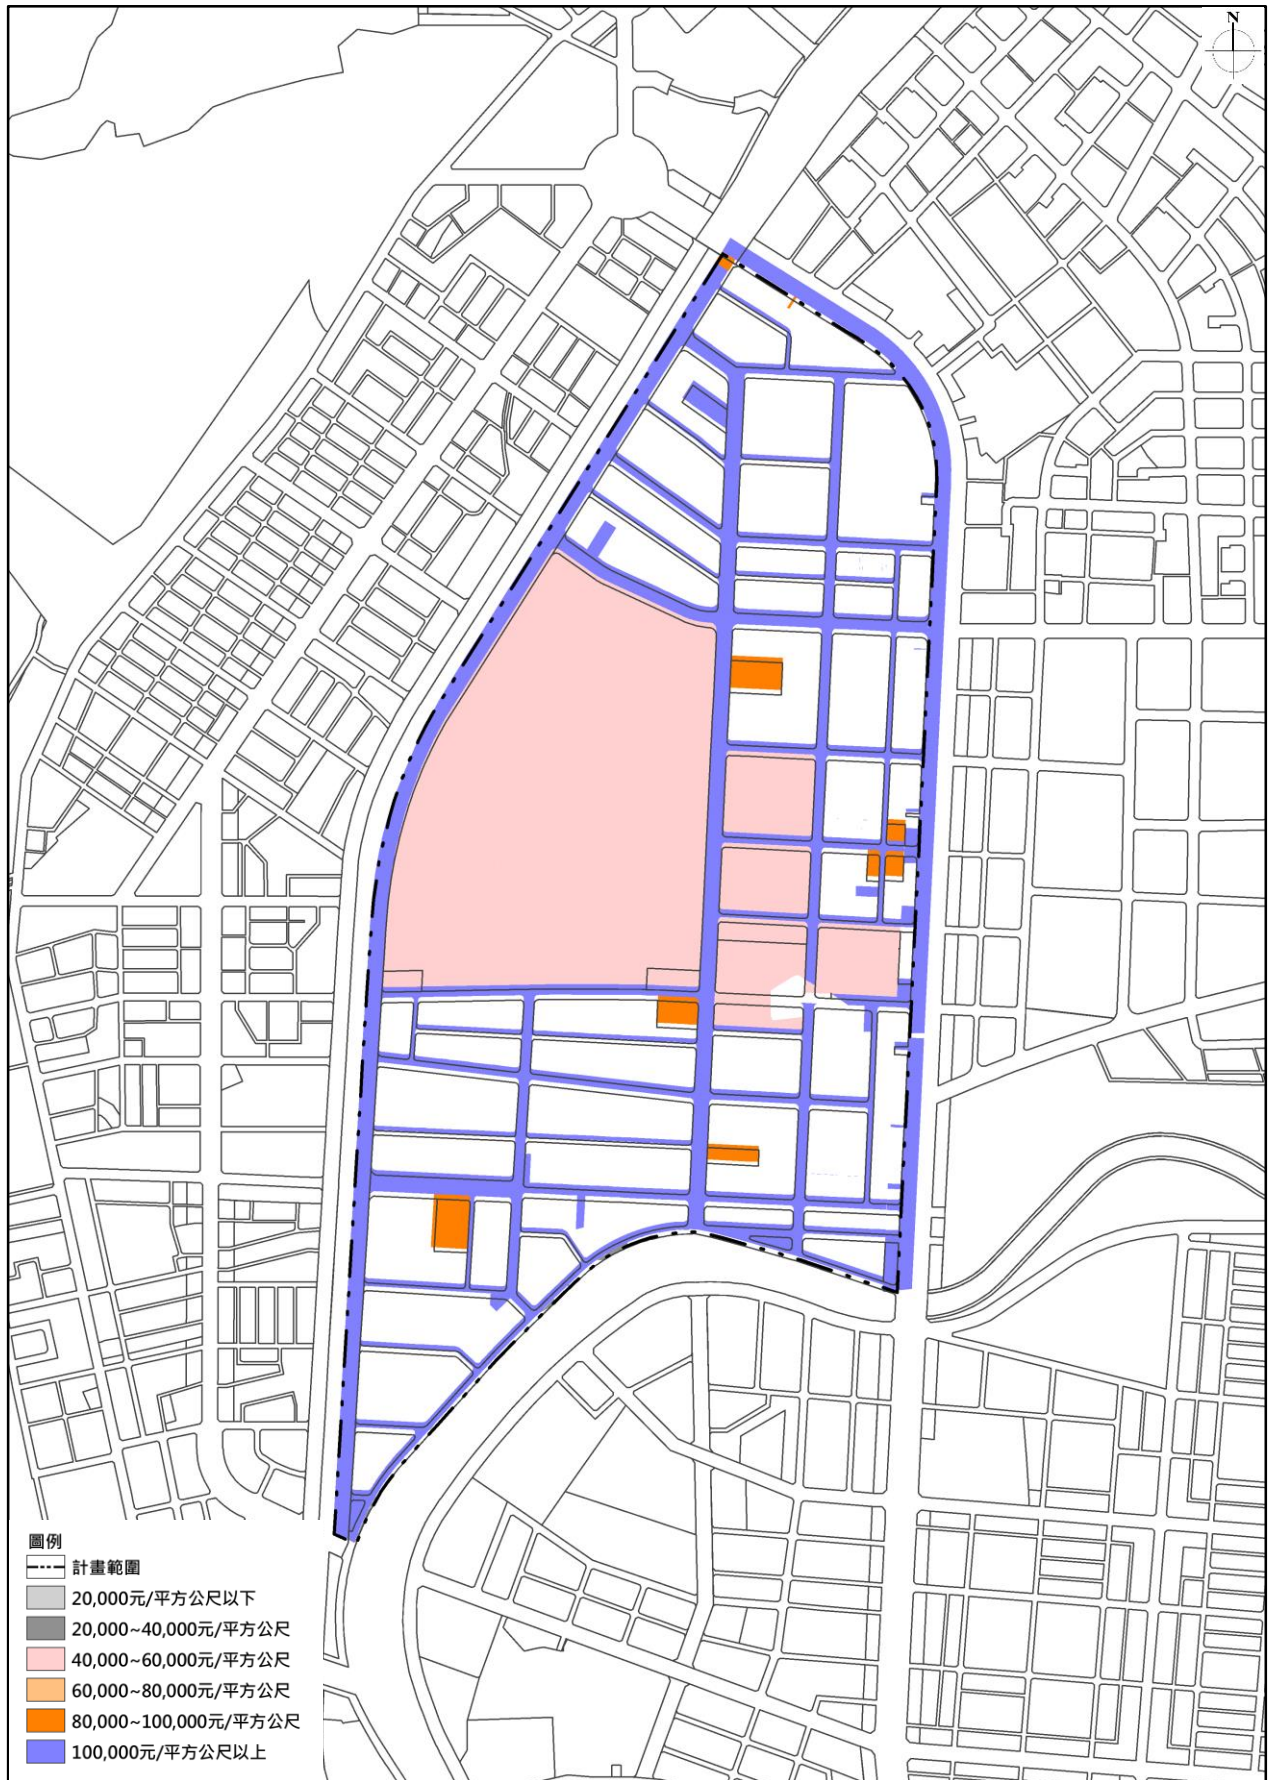 N
圖例
計畫範圍
20,000元/平方公尺以下
20,000~40,000元/平方公尺
40,000~60,000元/平方公尺
60,000~80,000元/平方公尺
80,000~100,000元/平方公尺
100,000元/平方公尺以上